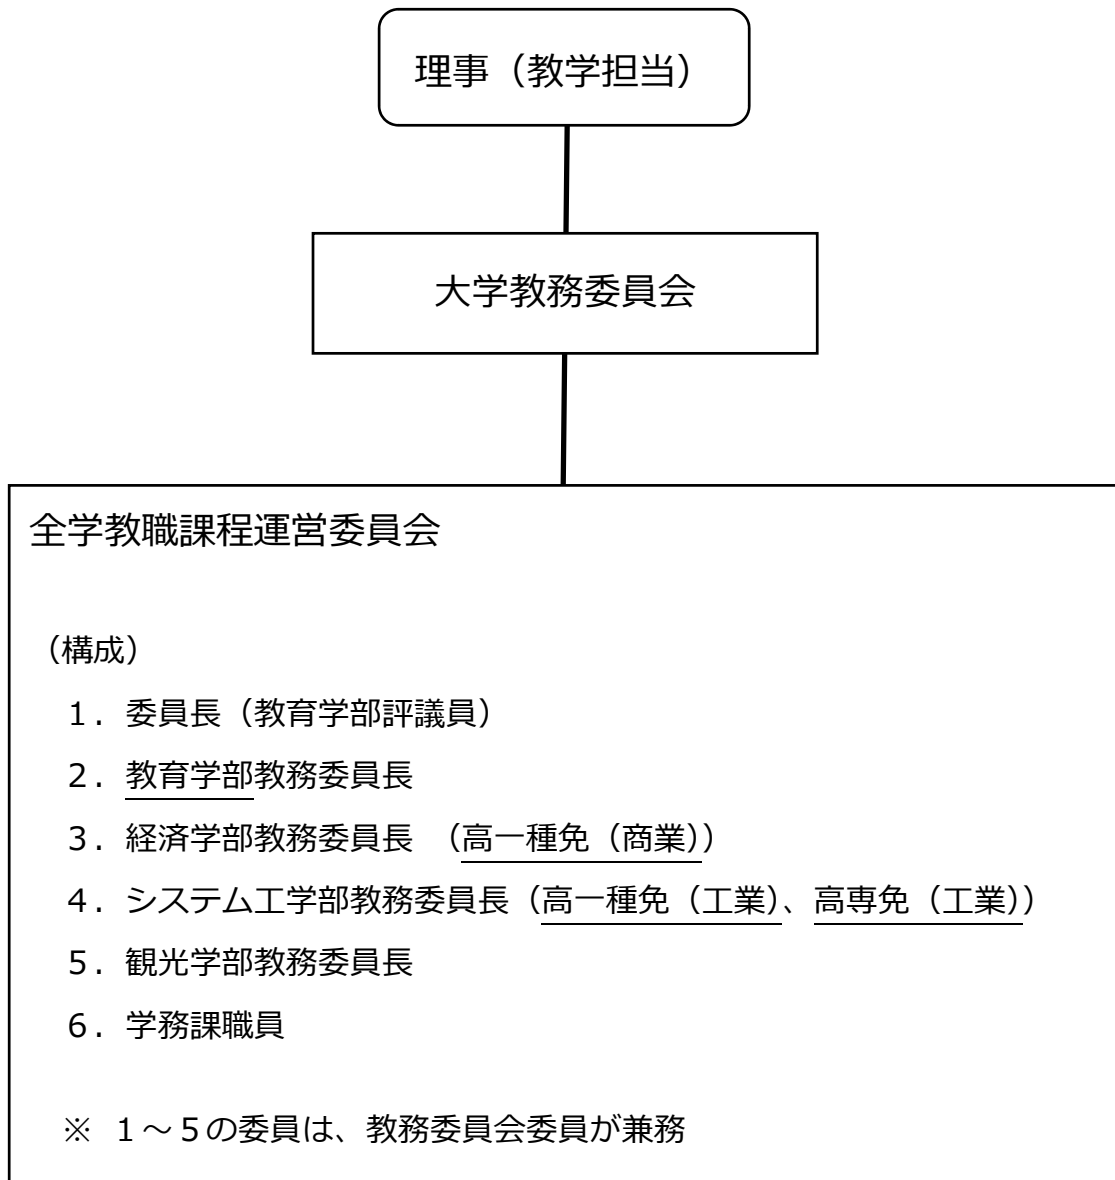 理事（教学担当）
大学教務委員会
全学教職課程運営委員会
（構成）
１．委員長（教育学部評議員）
２．教育学部教務委員長
３．経済学部教務委員長　（高一種免（商業））
４．システム工学部教務委員長（高一種免（工業）、高専免（工業））
５．観光学部教務委員長
６．学務課職員
※　１～５の委員は、教務委員会委員が兼務